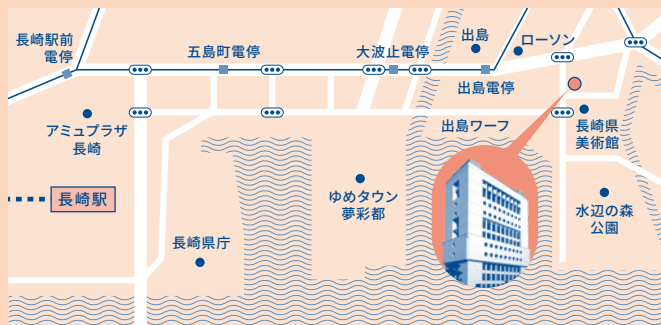 長崎駅前
電停
五島町電停
大波止電停
出島
ローソン
出島電停
アミュプラザ
長崎
出島ワーフ
長崎県
美術館
長崎駅
ゆめタウン
夢彩都
水辺の森
公園
長崎県庁